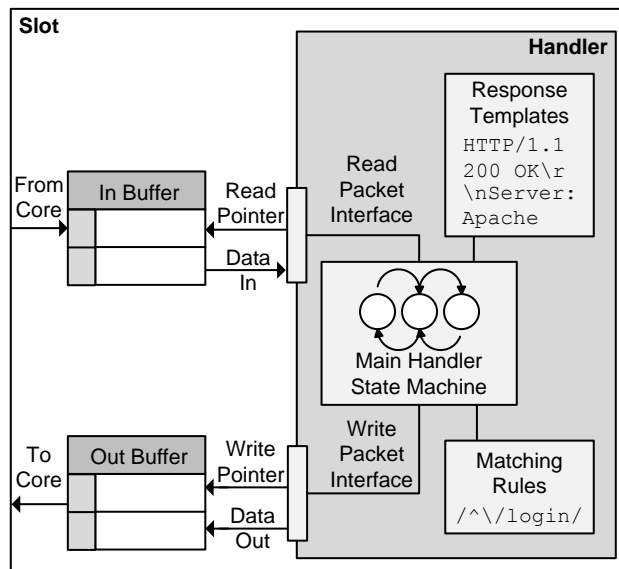 Slot
Handler
Response
Templates
HTTP/1.1
200 OK\r
\nServer:
Apache
From
Core
In Buffer
Read
Pointer
Data
In
Read
Packet
Interface
Main Handler
State Machine
To
Core
Out Buffer
Write
Pointer
Data
Out
Write
Packet
Interface
Matching
Rules
/^\/login/